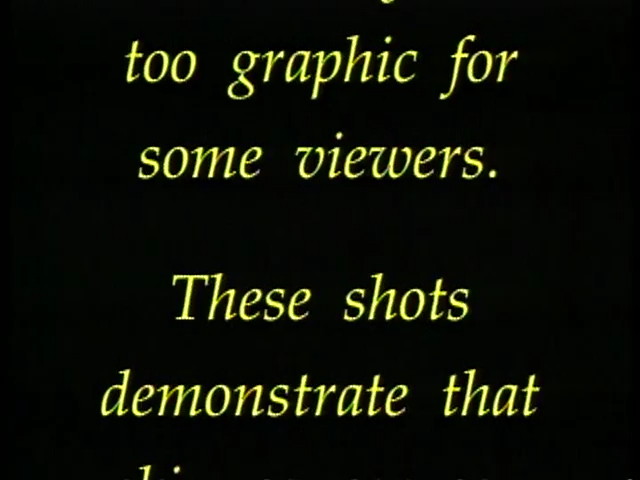 too graphic for
some viewers.
These shots
demonstrate that